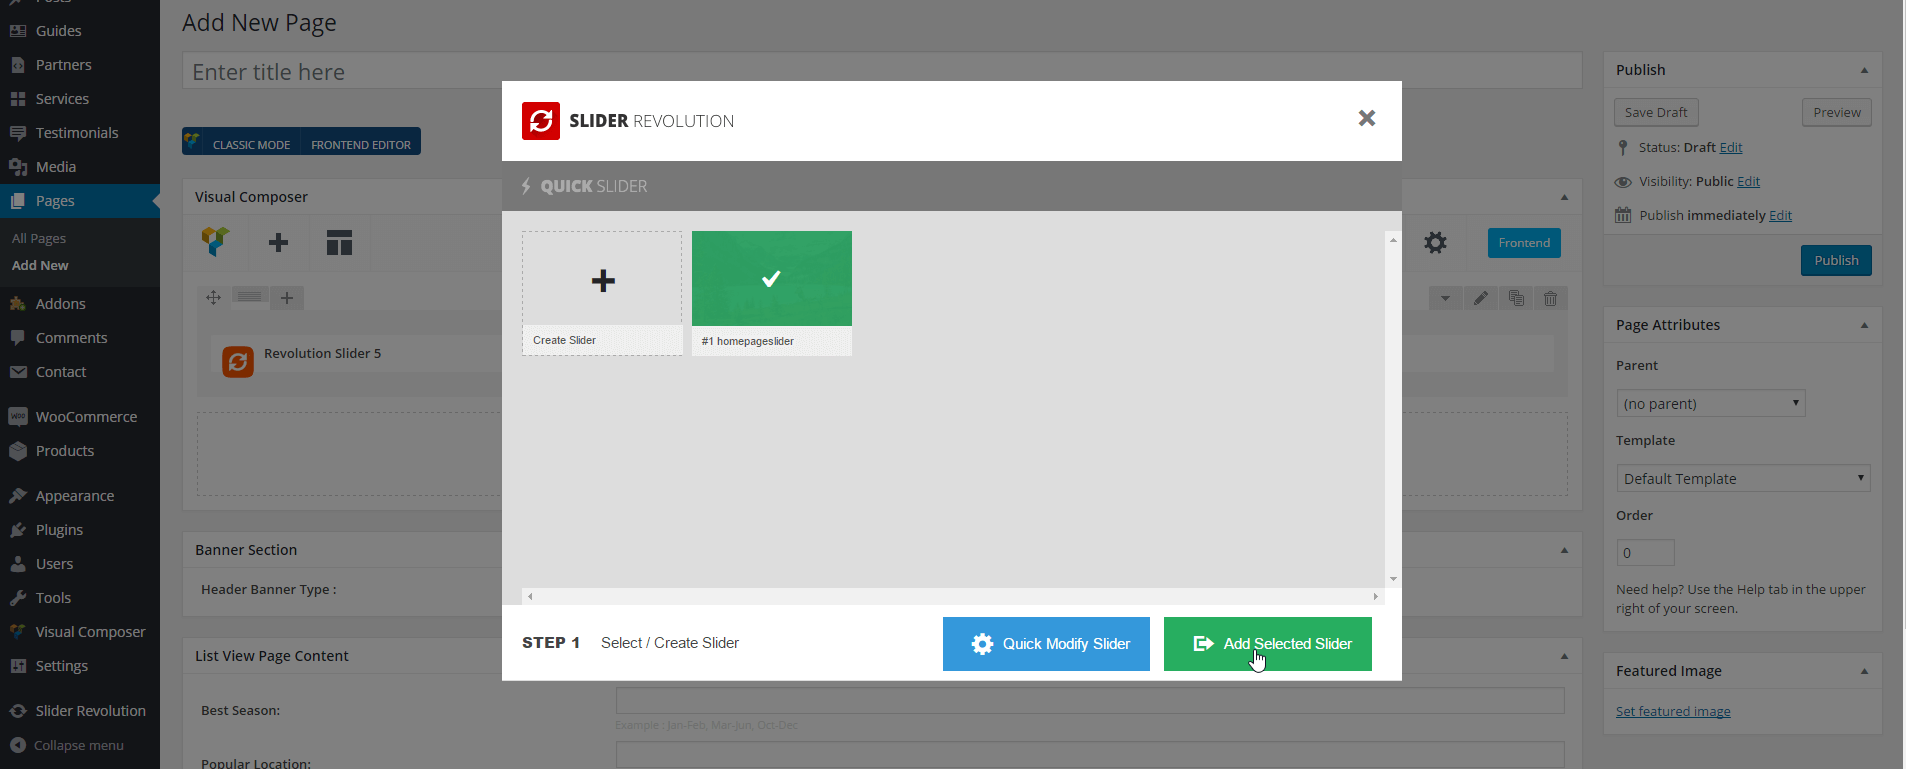 Posts
Guides
Partners
Services
Testimonials
Media
Pages
All Pages
Add New
Addons
Comments
Contact
WOO WooCommerce
Products
Appearance
Plugins
Users
Tools
Visual Composer
Settings
Slider Revolution
Collapse menu
Add New Page
Enter title here
CLASSIC MODE FRONTEND EDITOR
Visual Composer
Frontend
Revolution Slider 5
Banner Section
Header Banner Type :
List View Page Content
Best Season:
Example : Jan-Feb, Mar-Jun, Oct-Dec
Popular Location:
SLIDER REVOLUTION
QUICK SLIDER
Create Slider
#1 homepageslider
STEP 1 Select / Create Slider
Quick Modify Slider
Add Selected Slider
Publish
Save Draft Preview
Status: Draft Edit
Visibility: Public Edit
Publish immediately Edit
Publish
Page Attributes
Parent
(no parent)
Template
Default Template
Order
0
Need help? Use the Help tab in the upper
right of your screen.
Featured Image
Set featured image